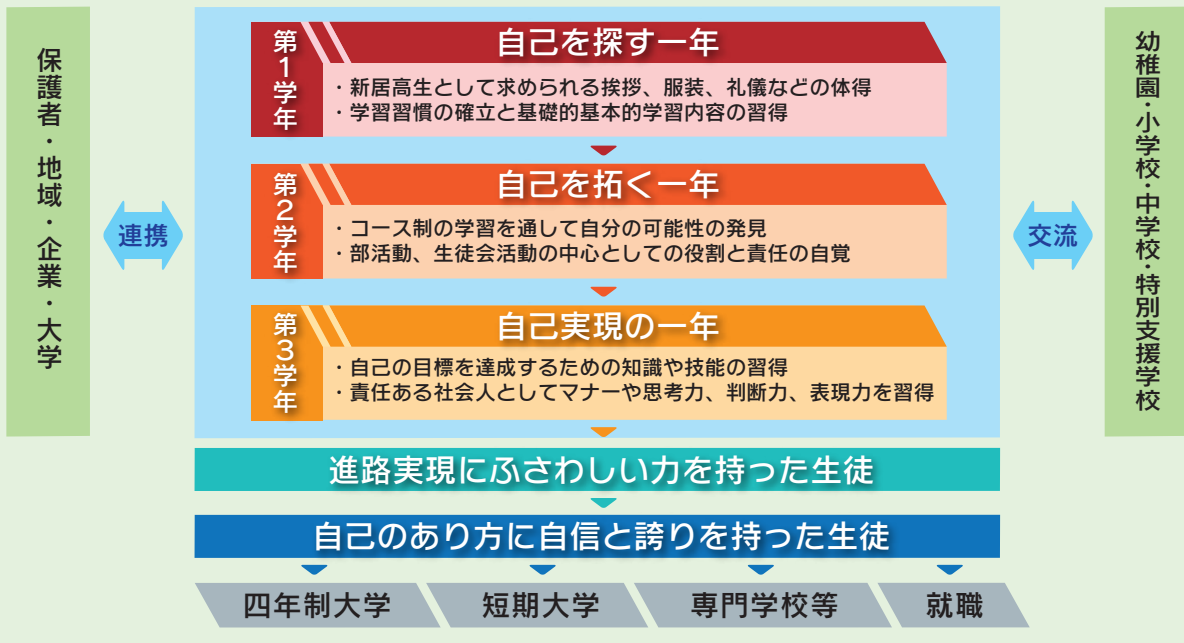 保護者・地域・企業・大学
連携
第1学年
自己を探す一年
・新居高生として求められる挨拶、服装、礼儀などの体得
・学習習慣の確立と基礎的基本的学習内容の習得
第2学年
自己を拓く一年
・コース制の学習を通して自分の可能性の発見
・部活動、生徒会活動の中心としての役割と責任の自覚
第3学年
自己実現の一年
・自己の目標を達成するための知識や技能の習得
・責任ある社会人としてマナーや思考力、判断力、表現力を習得
交流
幼稚園・小学校・中学校・特別支援学校
進路実現にふさわしい力を持った生徒
自己のあり方に自信と誇りを持った生徒
四年制大学
短期大学
専門学校等
就職